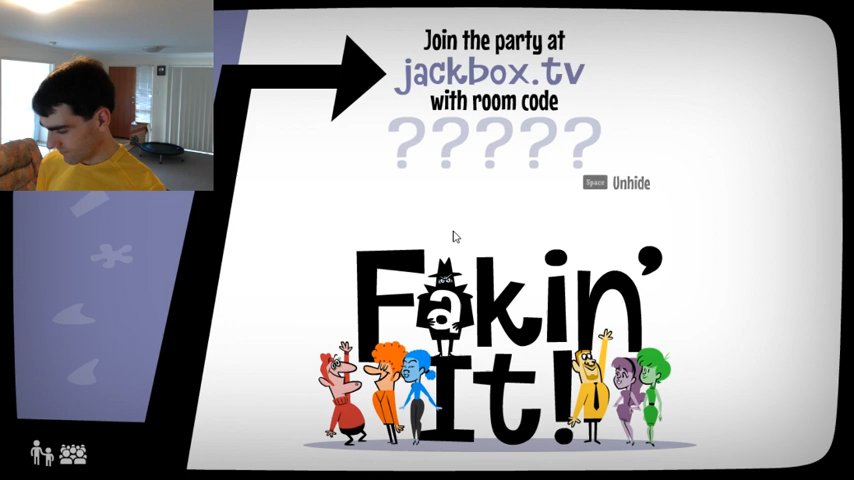 Join the party at
jackbox.tv
with room code
?????
Space Unhide
Fakin'
It!